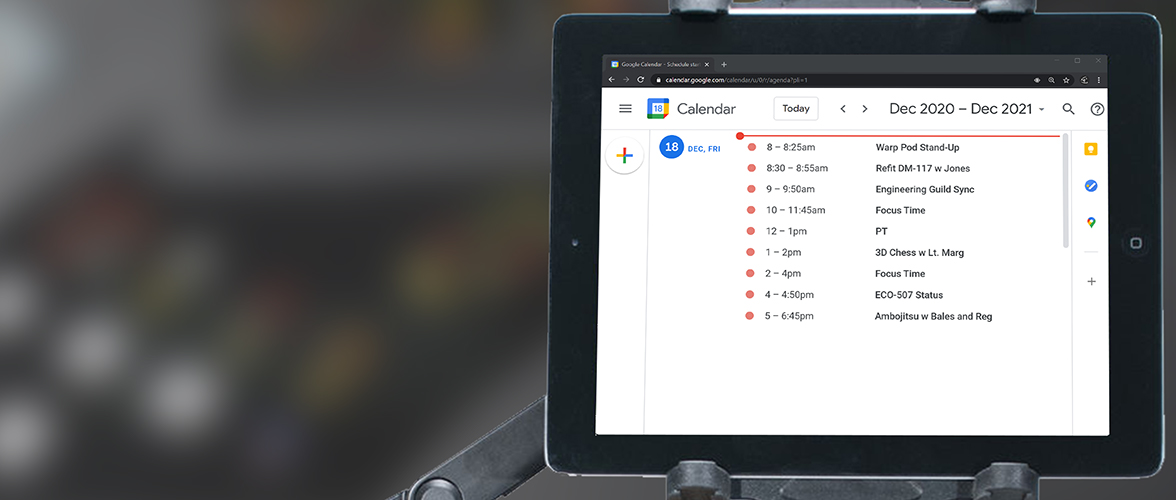 Google Calendar - Schedule star
calendar.google.com/calendar/u/0/r/agenda?pli=1
18 Calendar Today Dec 2020 – Dec 2021
18 DEC, FRI
8 – 8:25am Warp Pod Stand-Up
8:30 – 8:55am Refit DM-117 w Jones
9 – 9:50am Engineering Guild Sync
10 – 11:45am Focus Time
12 – 1pm PT
1 – 2pm 3D Chess w Lt. Marg
2 – 4pm Focus Time
4 – 4:50pm ECO-507 Status
5 – 6:45pm Ambojitsu w Bales and Reg